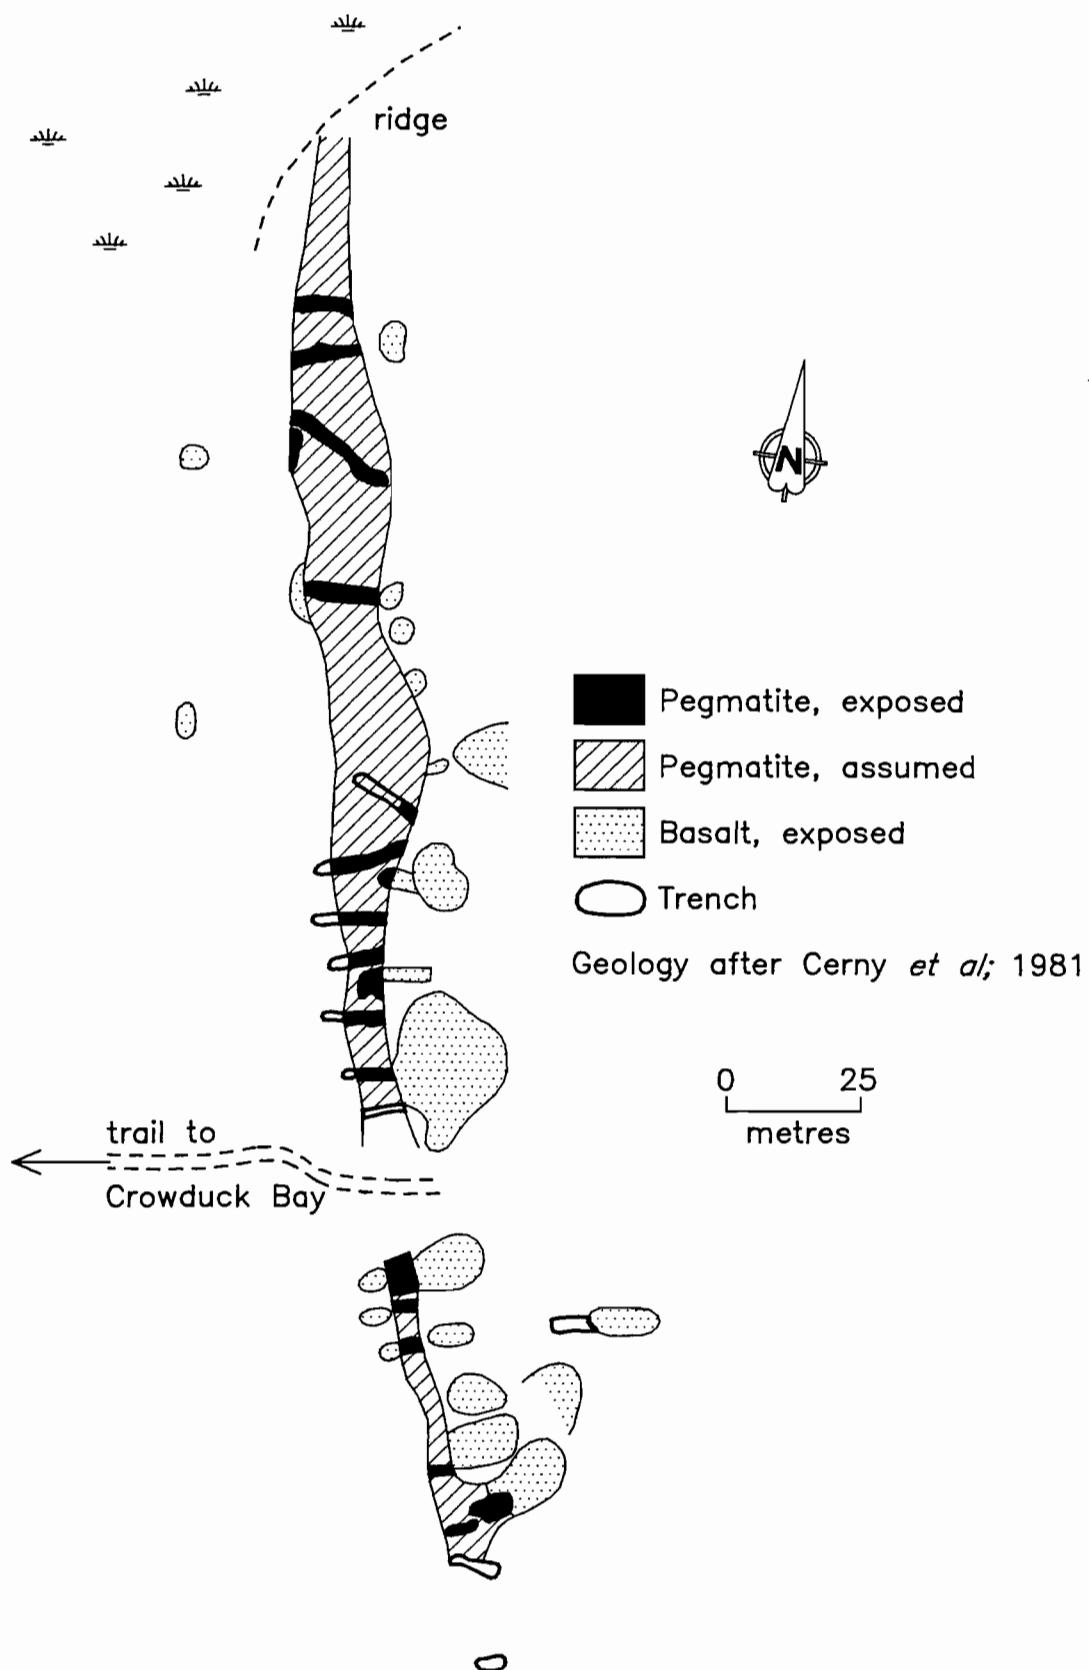 ridge
N
Pegmatite, exposed
Pegmatite, assumed
Basalt, exposed
Trench
Geology after Cerny et al; 1981
0 25
metres
trail to
Crowduck Bay